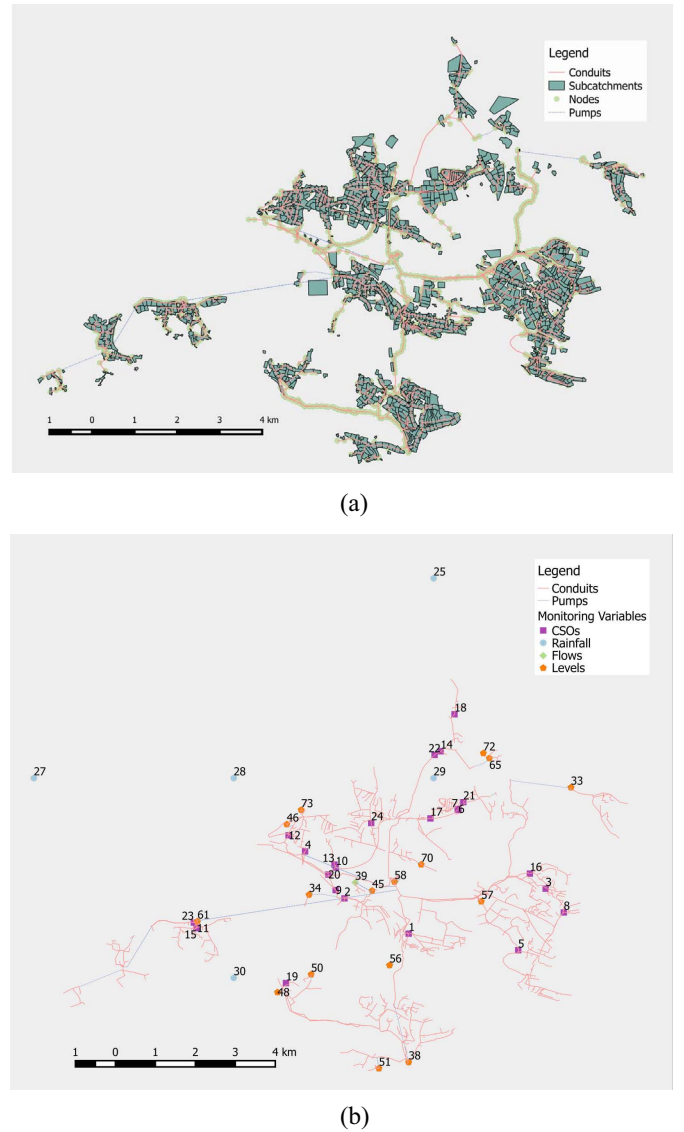 Legend
Conduits
Subcatchments
Nodes
Pumps
1 0 1 2 3 4 km
(a)
25
Legend
Conduits
Pumps
Monitoring Variables
CSOs
Rainfall
Flows
Levels
18
22 14 72
65
27 28 29 33
73 21
46 7 6
24 17
12
4
13 10 70 16
20 39 58 3
34 9 2 45 57
8
23 61
15 11 1
5
56
30 19 50
48
38
51
1 0 1 2 3 4 km
(b)